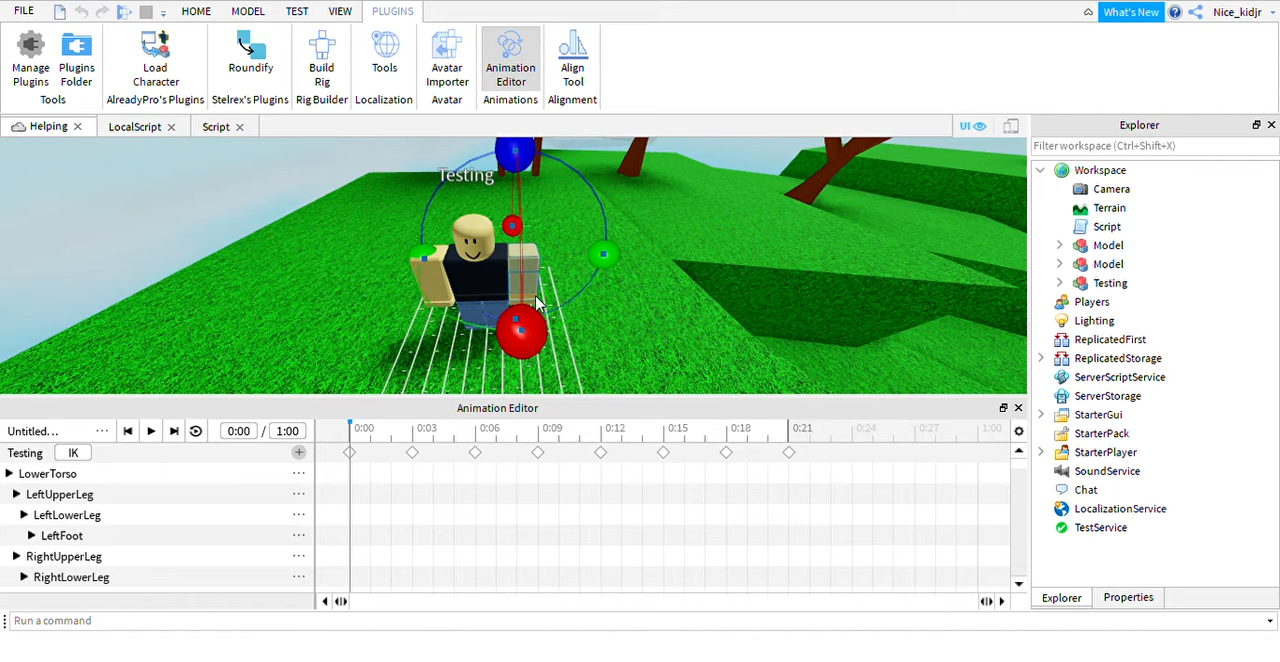 FILE HOME MODEL TEST VIEW PLUGINS What's New Nice_kidjr
Manage Plugins Load Build Avatar Animation Align
Plugins Folder Character Roundify Rig Tools Importer Editor Tool
Tools AlreadyPro's Plugins Stelrex's Plugins Rig Builder Localization Avatar Animations Alignment
Helping LocalScript Script UI Explorer
Filter workspace (Ctrl+Shift+X)
Testing
Workspace
Camera
Terrain
Script
Model
Model
Testing
Players
Lighting
ReplicatedFirst
ReplicatedStorage
ServerScriptService
ServerStorage
StarterGui
StarterPack
StarterPlayer
SoundService
Chat
LocalizationService
TestService
Explorer Properties
Animation Editor
Untitled... 0:00 / 1:00 0:00 0:03 0:06 0:09 0:12 0:15 0:18 0:21 0:24 0:27 1:00
Testing IK
LowerTorso
LeftUpperLeg
LeftLowerLeg
LeftFoot
RightUpperLeg
RightLowerLeg
Run a command